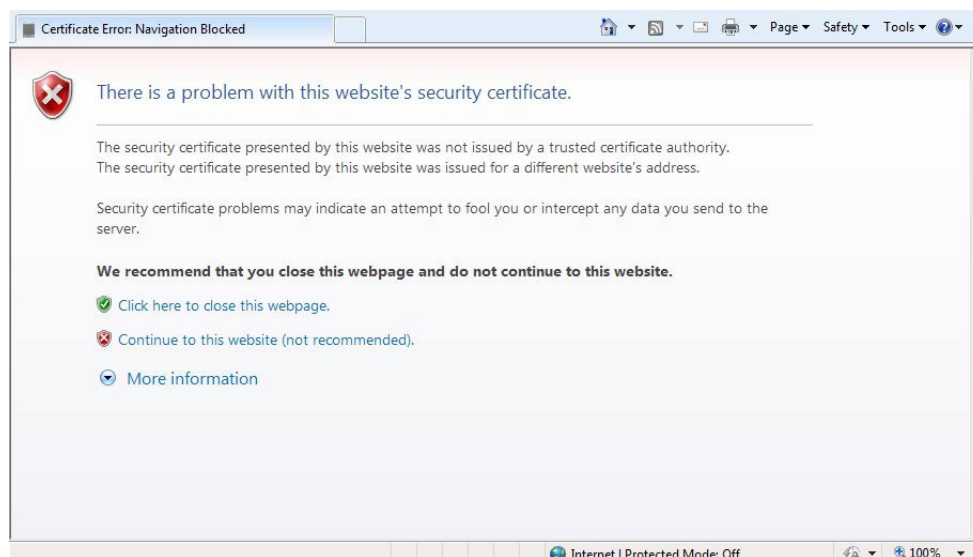 Certificate Error: Navigation Blocked
Page Safety Tools
There is a problem with this website's security certificate.
The security certificate presented by this website was not issued by a trusted certificate authority.
The security certificate presented by this website was issued for a different website's address.
Security certificate problems may indicate an attempt to fool you or intercept any data you send to the
server.
We recommend that you close this webpage and do not continue to this website.
Click here to close this webpage.
Continue to this website (not recommended).
More information
Internet | Protected Mode: Off 100%